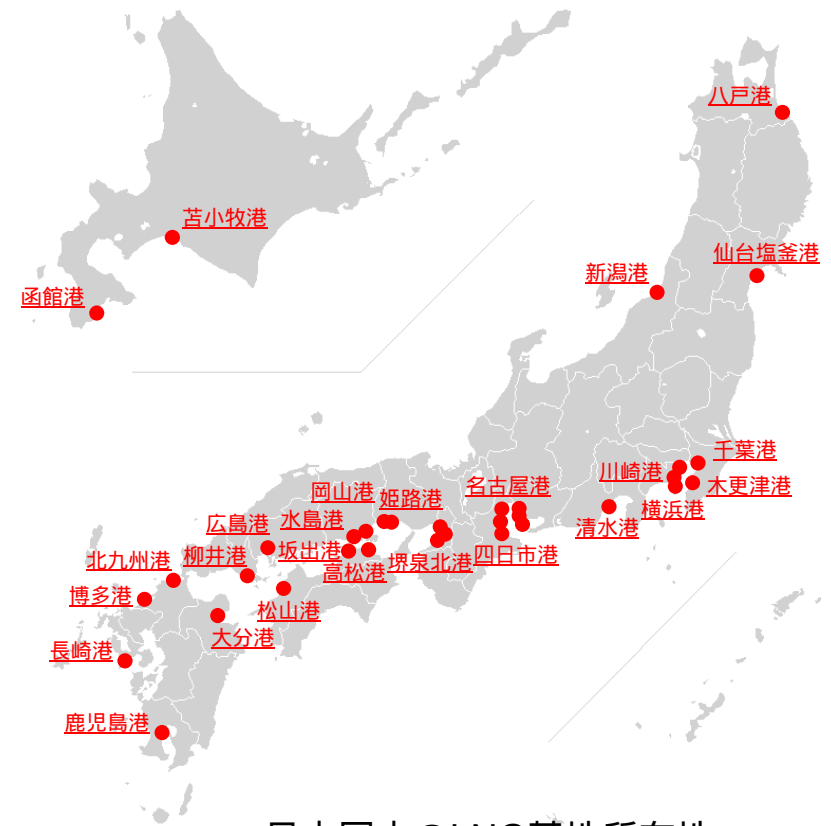 八戸港
苫小牧港
仙台塩釜港
新潟港
函館港
千葉港
川崎港
木更津港
名古屋港
岡山港
姫路港
横浜港
清水港
広島港
水島港
坂出港
堺泉北港
四日市港
北九州港
柳井港
高松港
博多港
松山港
大分港
長崎港
鹿児島港